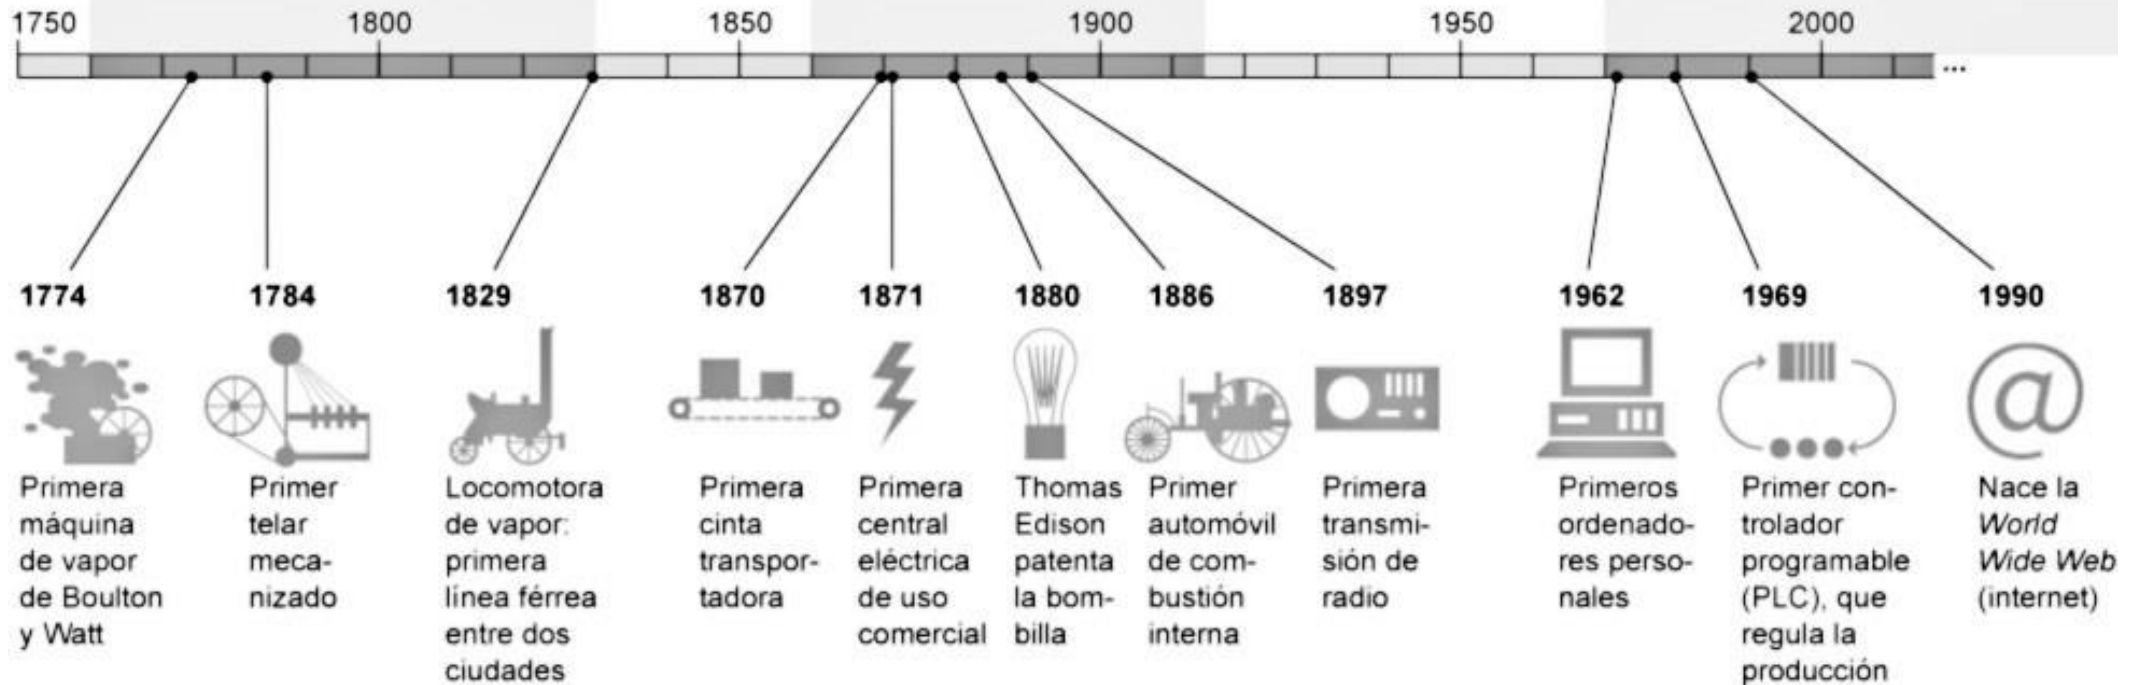 1750
1800
1850
1900
1950
2000
...
1774
Primera
máquina
de vapor
de Boulton
y Watt
1784
Primer
telar
meca-
nizado
1829
Locomotora
de vapor:
primera
línea férrea
entre dos
ciudades
1870
Primera
cinta
transpor-
tadora
1871
Primera
central
eléctrica
de uso
comercial
1880
Thomas
Edison
patenta
la bom-
billa
1886
Primer
automóvil
de com-
bustión
interna
1897
Primera
transmi-
sión de
radio
1962
Primeros
ordenado-
res perso-
nales
1969
Primer con-
trolador
programable
(PLC), que
regula la
producción
1990
@
Nace la
World
Wide Web
(internet)